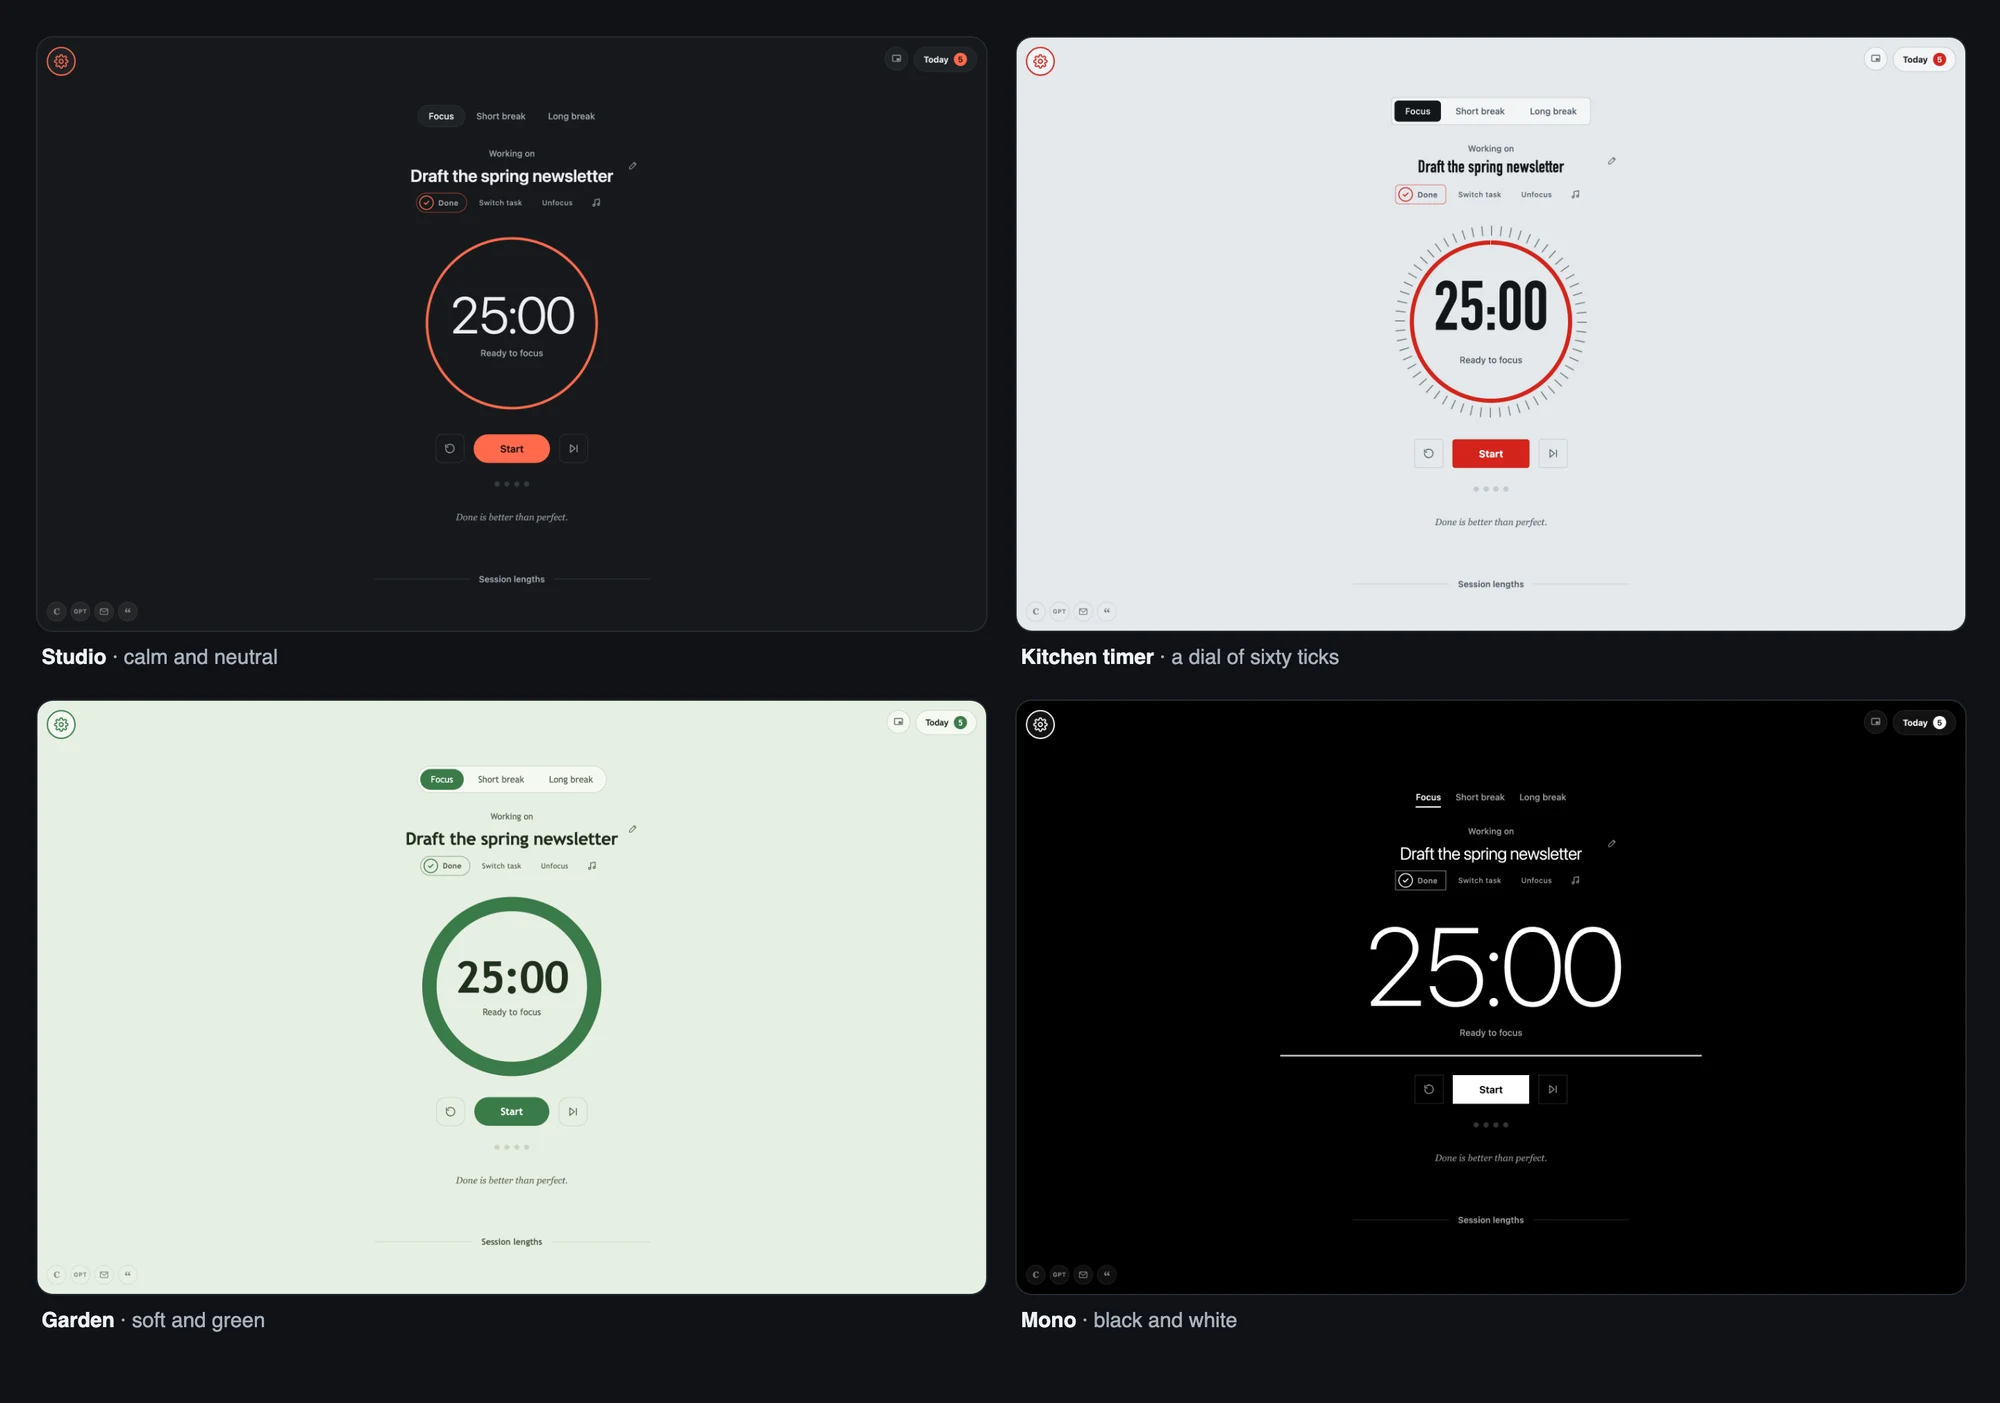 Today 5
Focus Short break Long break
Working on
Draft the spring newsletter
Done Switch task Unfocus
25:00
Ready to focus
Start
Done is better than perfect.
Session lengths
C GPT “
Studio · calm and neutral
Today 5
Focus Short break Long break
Working on
Draft the spring newsletter
Done Switch task Unfocus
25:00
Ready to focus
Start
Done is better than perfect.
Session lengths
C GPT “
Kitchen timer · a dial of sixty ticks
Today 5
Focus Short break Long break
Working on
Draft the spring newsletter
Done Switch task Unfocus
25:00
Ready to focus
Start
Done is better than perfect.
Session lengths
C GPT “
Garden · soft and green
Today 5
Focus Short break Long break
Working on
Draft the spring newsletter
Done Switch task Unfocus
25:00
Ready to focus
Start
Done is better than perfect.
Session lengths
C GPT “
Mono · black and white